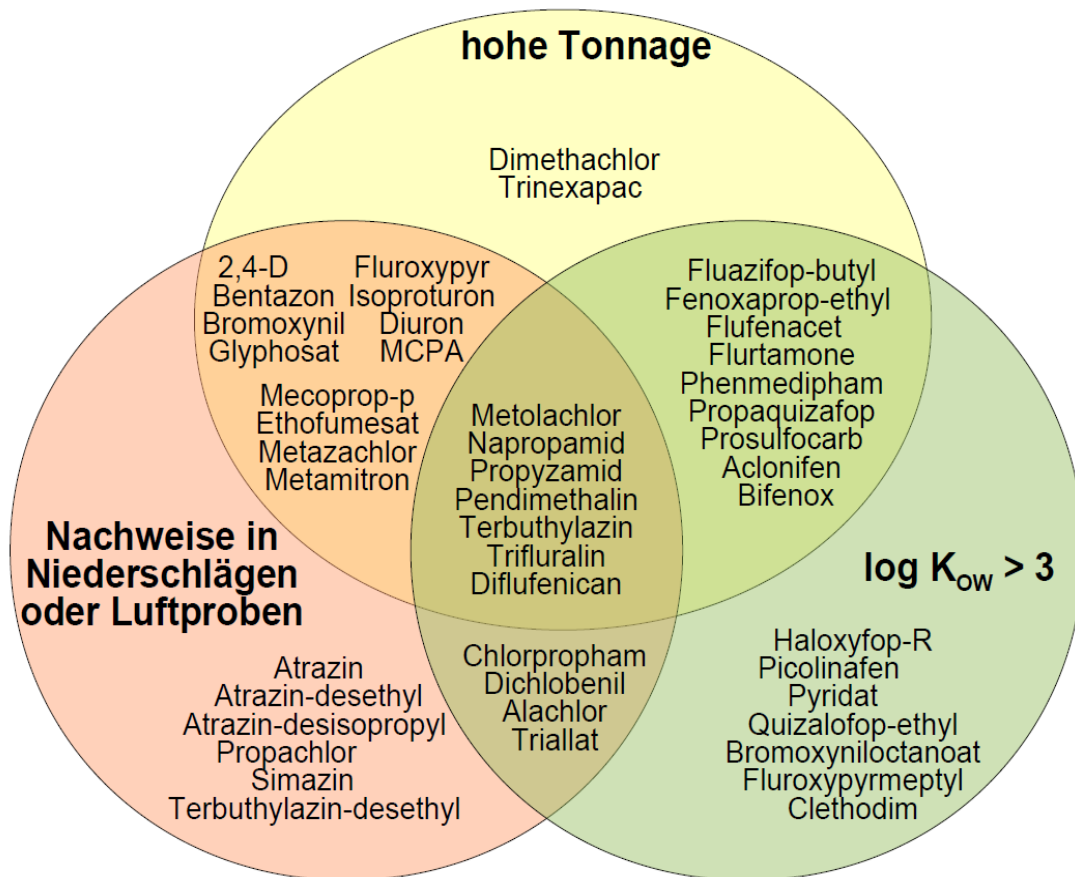 hohe Tonnage
Dimethachlor
Trinexapac
2,4-D Fluroxypyr
Bentazon Isoproturon
Bromoxynil Diuron
Glyphosat MCPA
Mecoprop-p
Ethofumesat
Metazachlor
Metamitron
Fluazifop-butyl
Fenoxaprop-ethyl
Flufenacet
Flurtamone
Phenmedipham
Propaquizafop
Prosulfocarb
Aclonifen
Bifenox
Metolachlor
Napropamid
Propyzamid
Pendimethalin
Terbuthylazin
Trifluralin
Diflufenican
Nachweise in
Niederschlägen
oder Luftproben
log KOW > 3
Atrazin
Atrazin-desethyl
Atrazin-desisopropyl
Propachlor
Simazin
Terbuthylazin-desethyl
Chlorpropham
Dichlobenil
Alachlor
Triallat
Haloxyfop-R
Picolinafen
Pyridat
Quizalofop-ethyl
Bromoxyniloctanoat
Fluroxypyrmeptyl
Clethodim